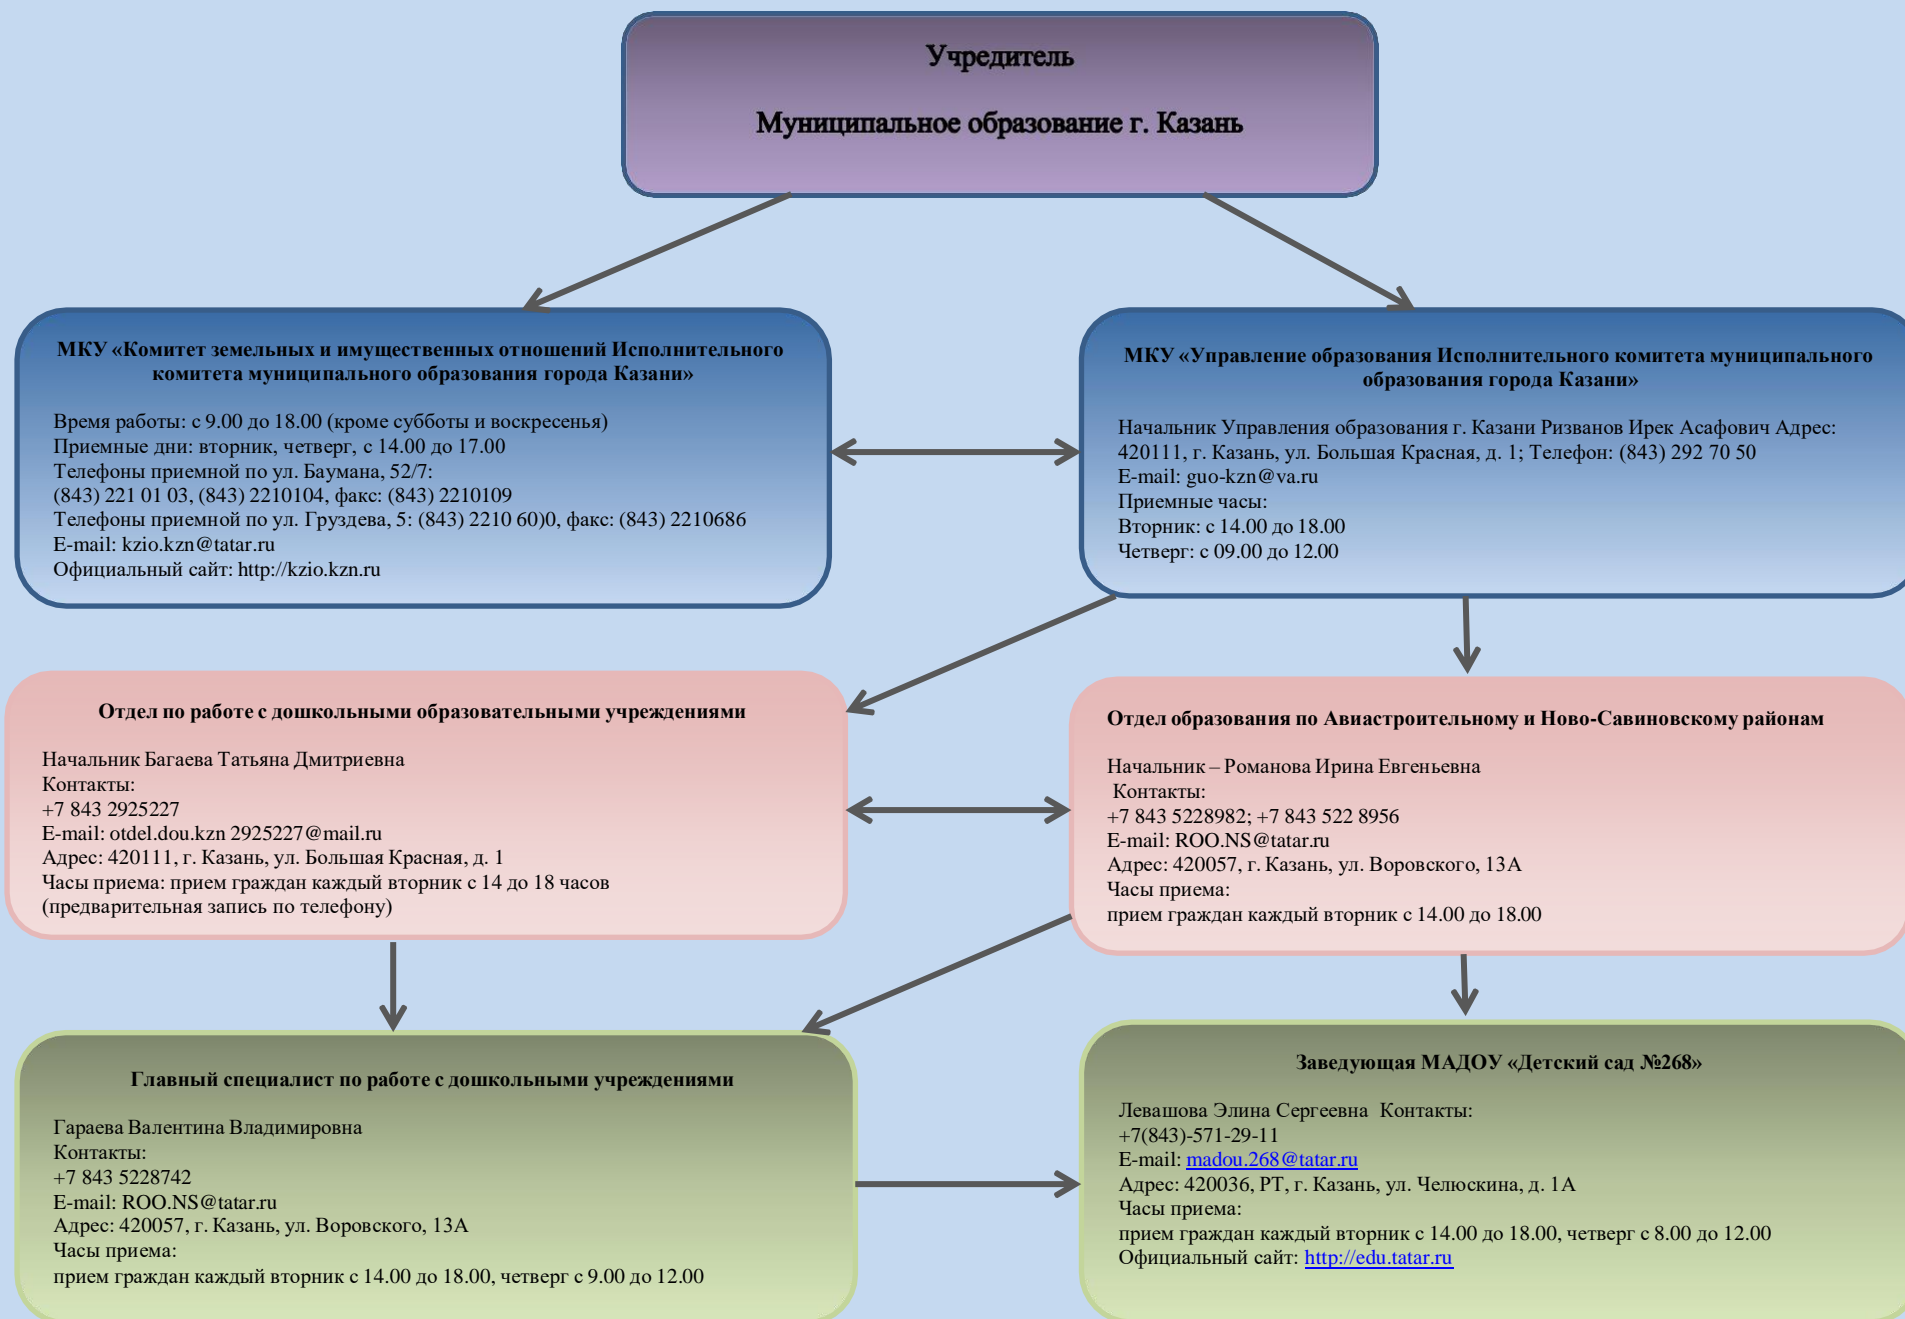 Учредитель
Муниципальное образование г. Казань
МКУ «Комитет земельных и имущественных отношений Исполнительного
комитета муниципального образования города Казани»
Время работы: с 9.00 до 18.00 (кроме субботы и воскресенья)
Приемные дни: вторник, четверг, с 14.00 до 17.00
Телефоны приемной по ул. Баумана, 52/7:
(843) 221 01 03, (843) 2210104, факс: (843) 2210109
Телефоны приемной по ул. Груздева, 5: (843) 2210 60)0, факс: (843) 2210686
E-mail: kzio.kzn@tatar.ru
Официальный сайт: http://kzio.kzn.ru
МКУ «Управление образования Исполнительного комитета муниципального
образования города Казани»
Начальник Управления образования г. Казани Ризванов Ирек Асафович Адрес:
420111, г. Казань, ул. Большая Красная, д. 1; Телефон: (843) 292 70 50
E-mail: guo-kzn@va.ru
Приемные часы:
Вторник: с 14.00 до 18.00
Четверг: с 09.00 до 12.00
Отдел по работе с дошкольными образовательными учреждениями
Начальник Багаева Татьяна Дмитриевна
Контакты:
+7 843 2925227
E-mail: otdel.dou.kzn 2925227@mail.ru
Адрес: 420111, г. Казань, ул. Большая Красная, д. 1
Часы приема: прием граждан каждый вторник с 14 до 18 часов
(предварительная запись по телефону)
Отдел образования по Авиастроительному и Ново-Савиновскому районам
Начальник – Романова Ирина Евгеньевна
Контакты:
+7 843 5228982; +7 843 522 8956
E-mail: ROO.NS@tatar.ru
Адрес: 420057, г. Казань, ул. Воровского, 13А
Часы приема:
прием граждан каждый вторник с 14.00 до 18.00
Главный специалист по работе с дошкольными учреждениями
Гараева Валентина Владимировна
Контакты:
+7 843 5228742
E-mail: ROO.NS@tatar.ru
Адрес: 420057, г. Казань, ул. Воровского, 13А
Часы приема:
прием граждан каждый вторник с 14.00 до 18.00, четверг с 9.00 до 12.00
Заведующая МАДОУ «Детский сад №268»
Левашова Элина Сергеевна Контакты:
+7(843)-571-29-11
E-mail: madou.268@tatar.ru
Адрес: 420036, РТ, г. Казань, ул. Челюскина, д. 1А
Часы приема:
прием граждан каждый вторник с 14.00 до 18.00, четверг с 8.00 до 12.00
Официальный сайт: http://edu.tatar.ru